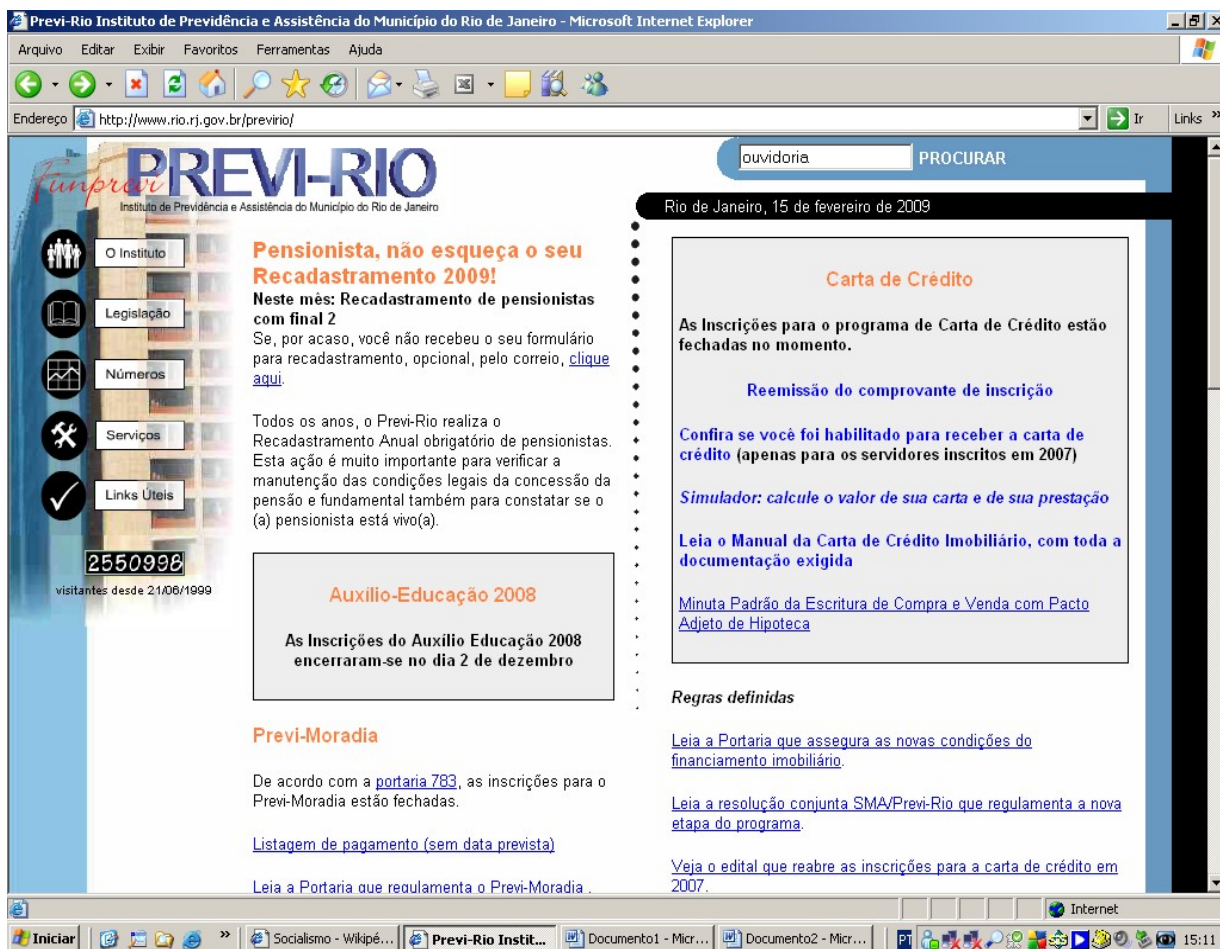 Previ-Rio Instituto de Previdência e Assistência do Município do Rio de Janeiro - Microsoft Internet Explorer
Arquivo Editar Exibir Favoritos Ferramentas Ajuda
Endereço http://www.rio.rj.gov.br/previrio/ Ir Links »
Funprevi PREVI-RIO
Instituto de Previdência e Assistência do Município do Rio de Janeiro
ouvidoria PROCURAR
Rio de Janeiro, 15 de fevereiro de 2009
O Instituto
Legislação
Números
Serviços
Links Úteis
2550998
visitantes desde 21/06/1999
Pensionista, não esqueça o seu
Recadastramento 2009!
Neste mês: Recadastramento de pensionistas
com final 2
Se, por acaso, você não recebeu o seu formulário
para recadastramento, opcional, pelo correio, clique
aqui.
Todos os anos, o Previ-Rio realiza o
Recadastramento Anual obrigatório de pensionistas.
Esta ação é muito importante para verificar a
manutenção das condições legais da concessão da
pensão e fundamental também para constatar se o
(a) pensionista está vivo(a).
Auxílio-Educação 2008
As Inscrições do Auxílio Educação 2008
encerraram-se no dia 2 de dezembro
Previ-Moradia
De acordo com a portaria 783, as inscrições para o
Previ-Moradia estão fechadas.
Listagem de pagamento (sem data prevista)
Leia a Portaria que regulamenta o Previ-Moradia .
Carta de Crédito
As Inscrições para o programa de Carta de Crédito estão
fechadas no momento.
Reemissão do comprovante de inscrição
Confira se você foi habilitado para receber a carta de
crédito (apenas para os servidores inscritos em 2007)
Simulador: calcule o valor de sua carta e de sua prestação
Leia o Manual da Carta de Crédito Imobiliário, com toda a
documentação exigida
Minuta Padrão da Escritura de Compra e Venda com Pacto
Adjeto de Hipoteca
Regras definidas
Leia a Portaria que assegura as novas condições do
financiamento imobiliário.
Leia a resolução conjunta SMA/Previ-Rio que regulamenta a nova
etapa do programa.
Veja o edital que reabre as inscrições para a carta de crédito em
2007.
Internet
Iniciar » Socialismo - Wikipé... Previ-Rio Instit... Documento1 - Micr... Documento2 - Micr... PT 15:11